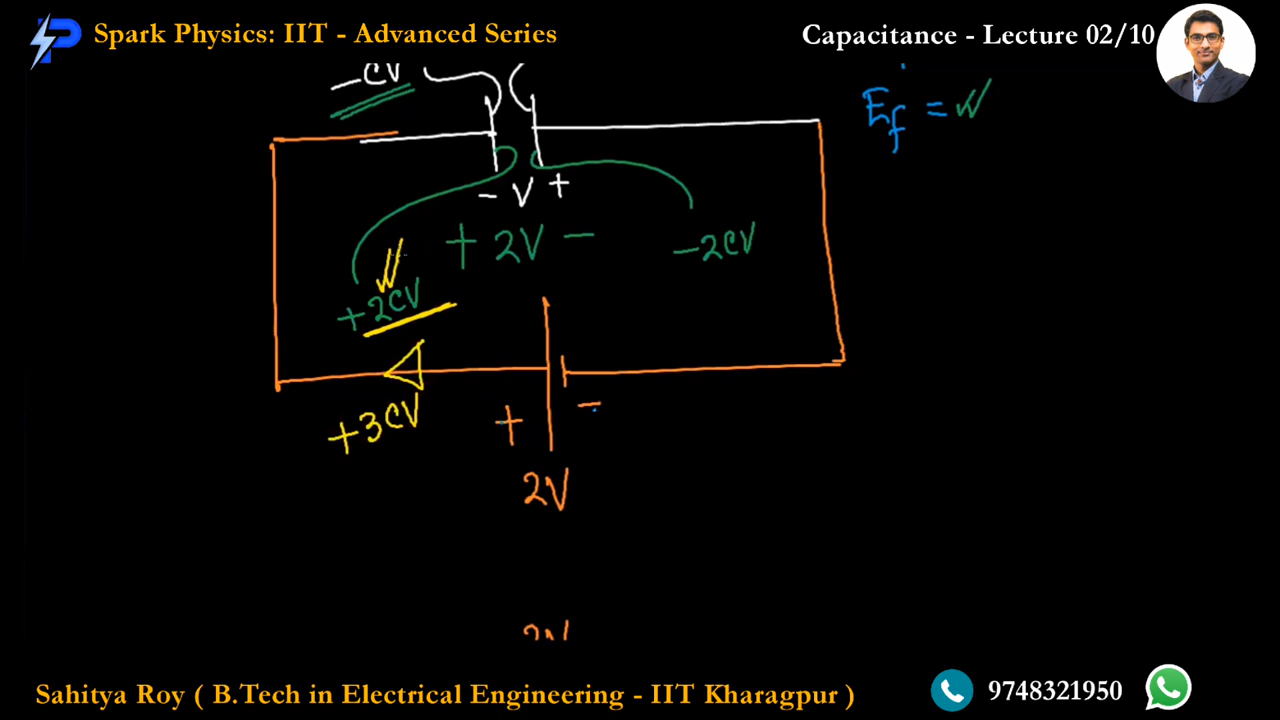 Spark Physics: IIT - Advanced Series
Capacitance - Lecture 02/10
-CV
Ef =
- V +
+ 2V -
-2CV
+2CV
+3CV
+ -
2V
Sahitya Roy ( B.Tech in Electrical Engineering - IIT Kharagpur )
9748321950